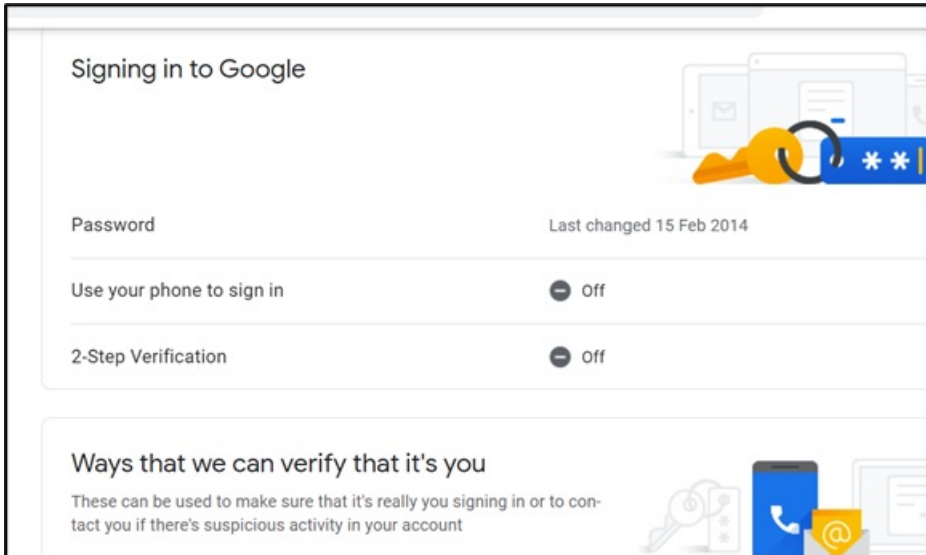 Signing in to Google
**
Password
Last changed 15 Feb 2014
Use your phone to sign in
Off
2-Step Verification
Off
Ways that we can verify that it's you
These can be used to make sure that it's really you signing in or to con-
tact you if there's suspicious activity in your account
@